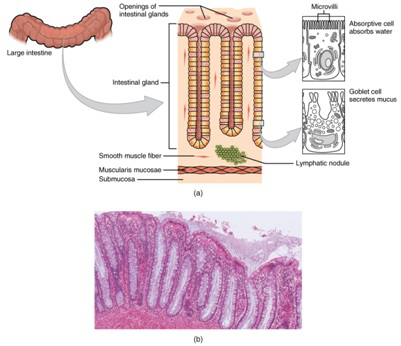 Openings of
intestinal glands
Microvilli
Absorptive cell
absorbs water
Large intestine
Intestinal gland
Goblet cell
secretes mucus
Smooth muscle fiber
Lymphatic nodule
Muscularis mucosae
Submucosa
(a)
(b)